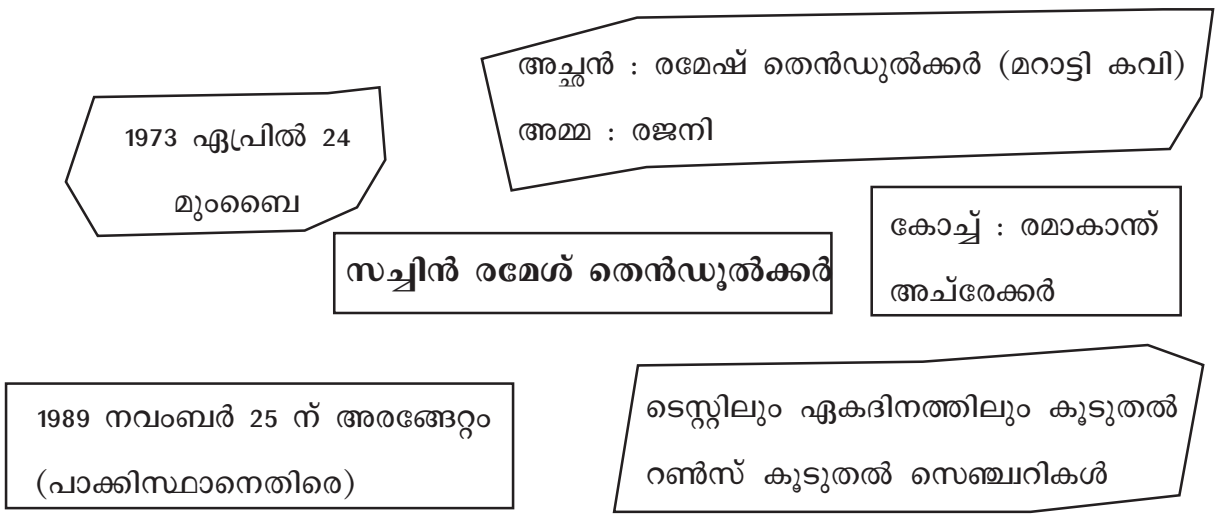 അച്ഛൻ : രമേഷ് തെൻഡുൽക്കർ (മറാട്ടി കവി)
അമ്മ : രജനി
1973 ഏപ്രിൽ 24
മുംബൈ
സച്ചിൻ രമേശ് തെൻഡൂൽക്കർ
കോച്ച് : രമാകാന്ത്
അച്രേക്കർ
1989 നവംബർ 25 ന് അരങ്ങേറ്റം
(പാക്കിസ്ഥാനെതിരെ)
ടെസ്റ്റിലും ഏകദിനത്തിലും കൂടുതൽ
റൺസ് കൂടുതൽ സെഞ്ച്വറികൾ